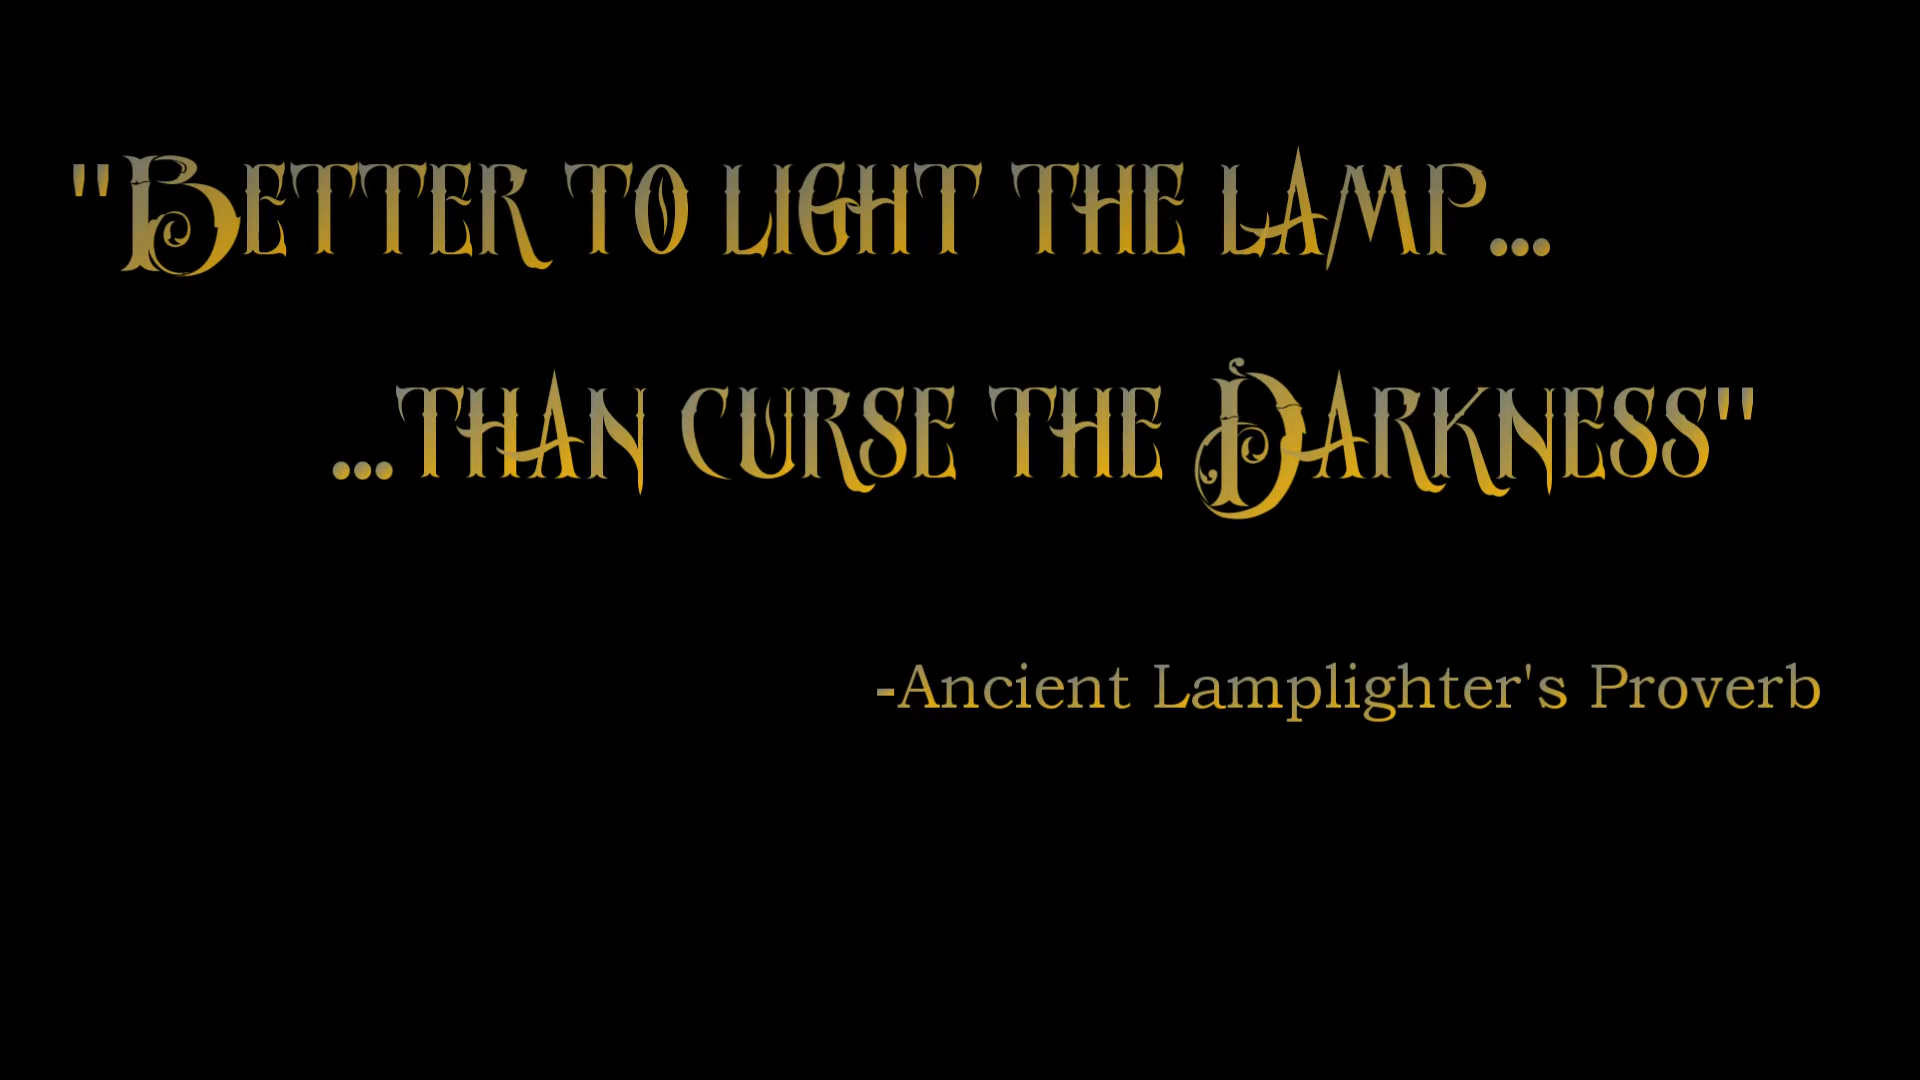 "Better to light the lamp...
...than curse the Darkness"
-Ancient Lamplighter's Proverb